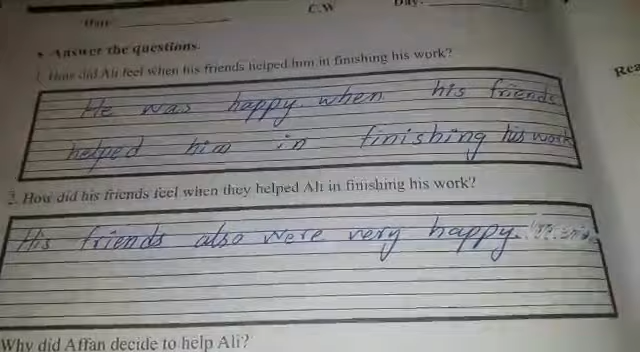 C.W
Day:
Date
• Answer the questions.
1. How did Ali feel when his friends helped him in finishing his work?
He was happy when his friends
helped him in finishing his work
2. How did his friends feel when they helped Ali in finishing his work?
His friends also were very happy.
Why did Affan decide to help Ali?